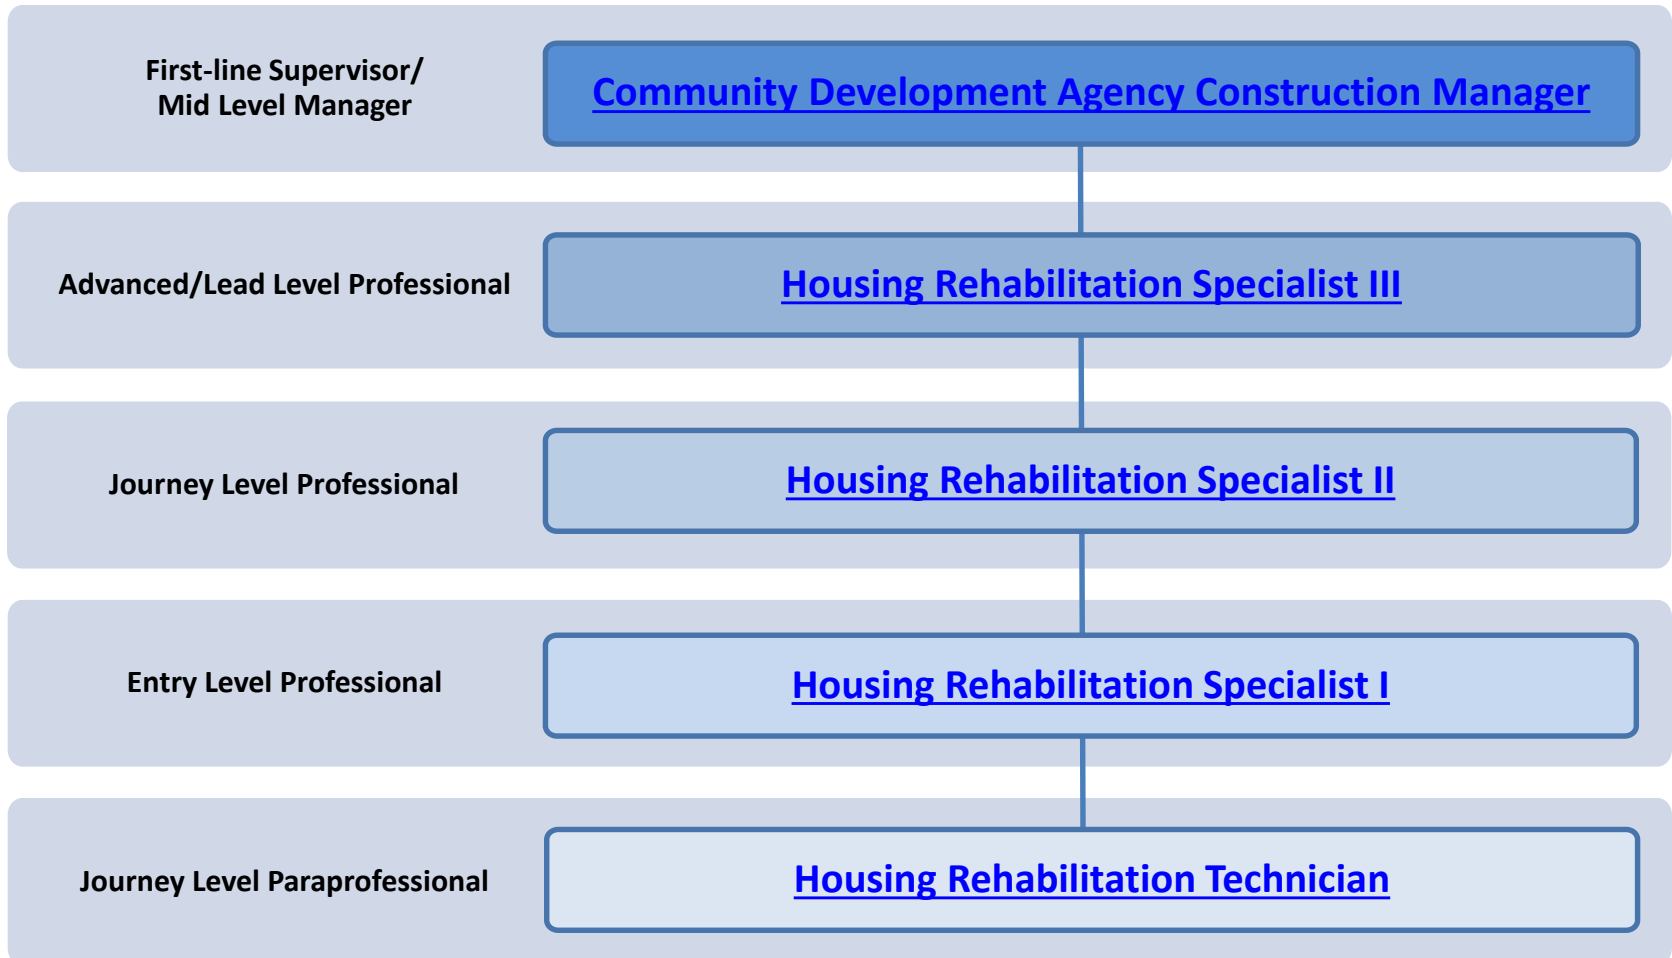 First-line Supervisor/
Mid Level Manager
Community Development Agency Construction Manager
Advanced/Lead Level Professional
Housing Rehabilitation Specialist III
Journey Level Professional
Housing Rehabilitation Specialist II
Entry Level Professional
Housing Rehabilitation Specialist I
Journey Level Paraprofessional
Housing Rehabilitation Technician